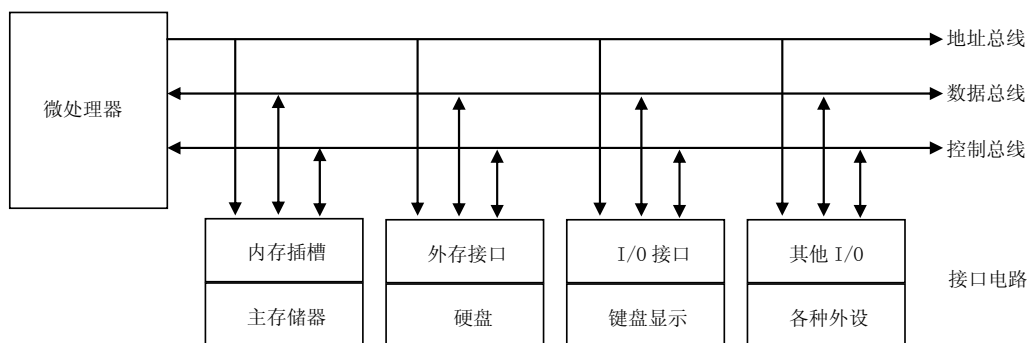 地址总线
微处理器
数据总线
控制总线
内存插槽
外存接口
I/O 接口
其他 I/O
接口电路
主存储器
硬盘
键盘显示
各种外设